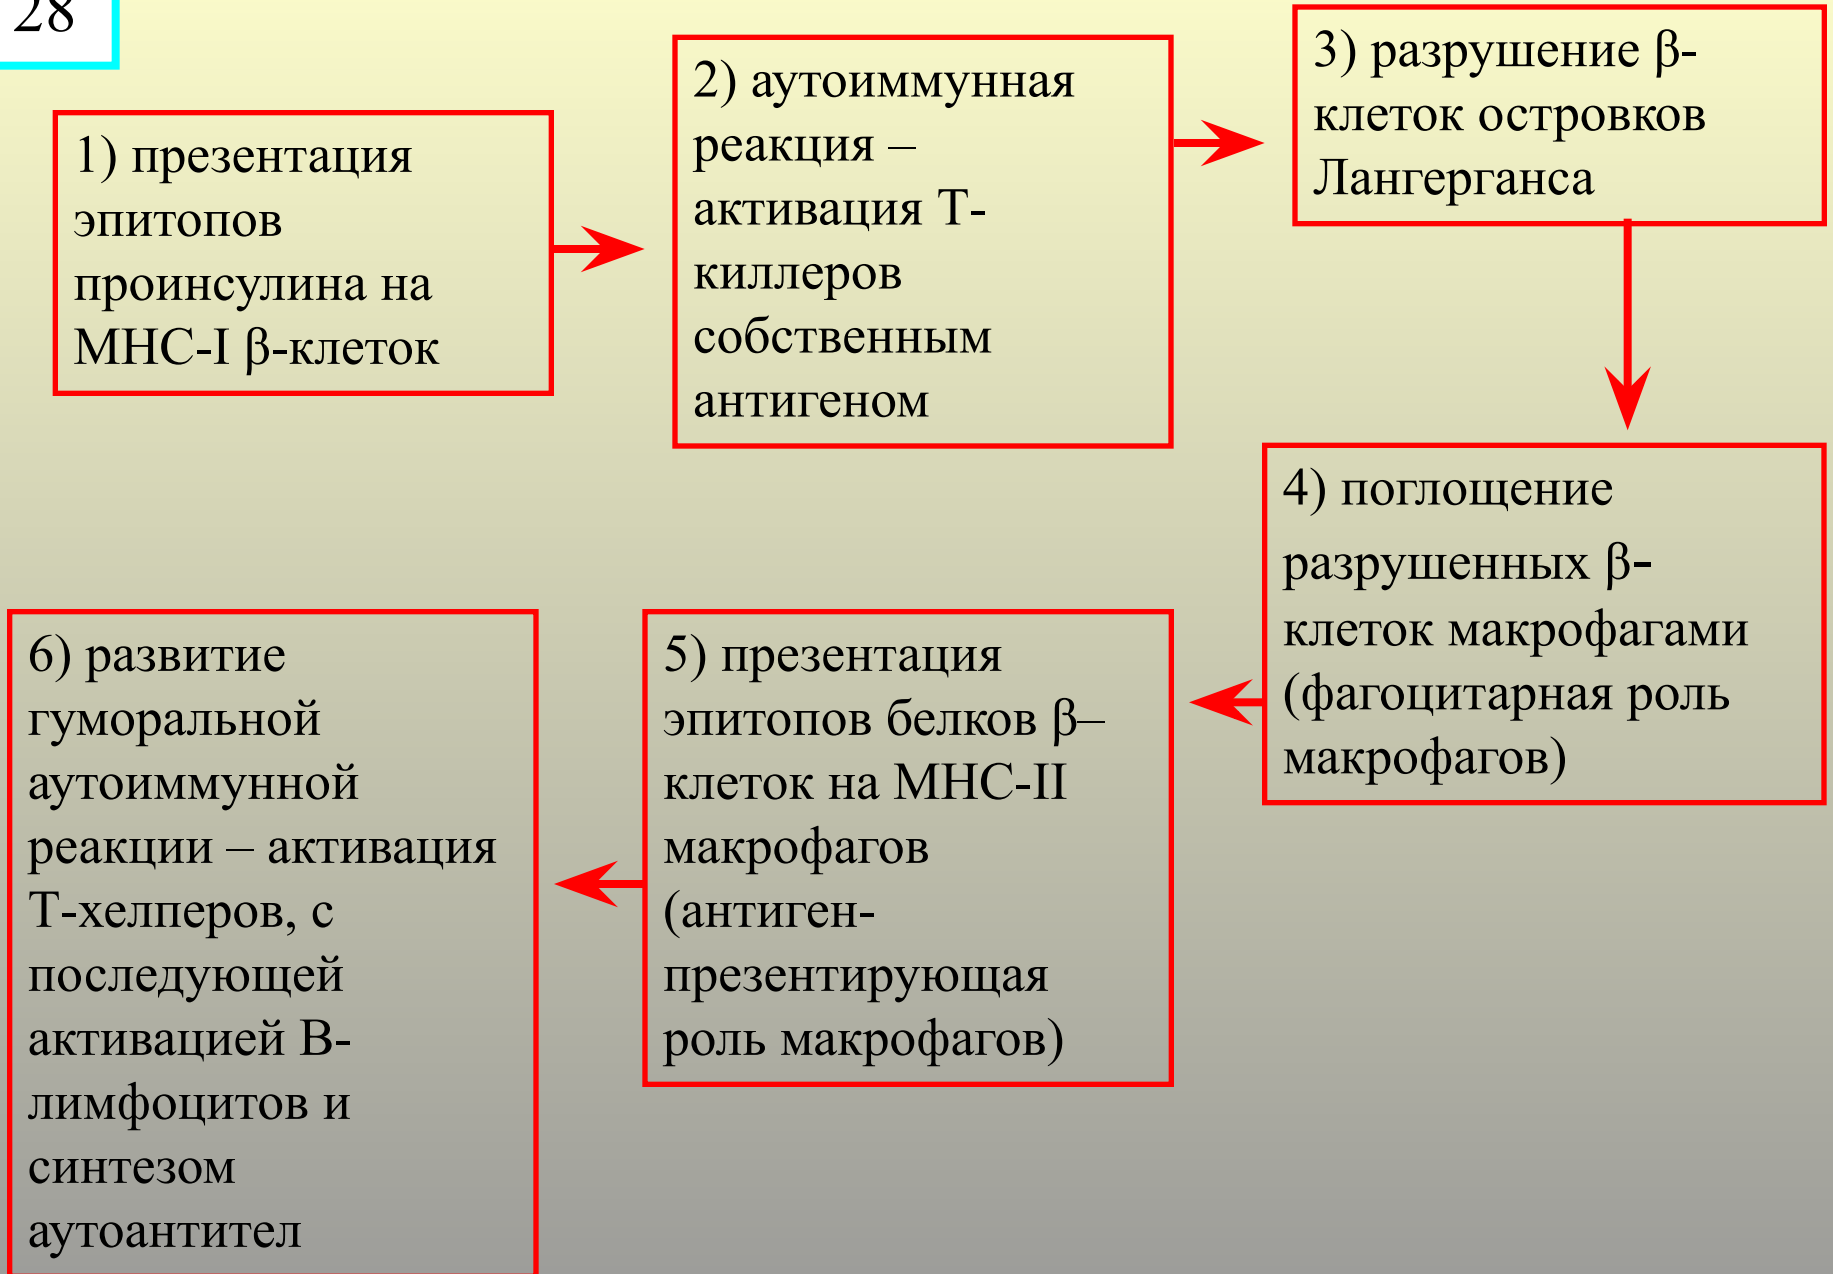 28
1) презентация
эпитопов
проинсулина на
МНС-I β-клеток
2) аутоиммунная
реакция –
активация Т-
киллеров
собственным
антигеном
3) разрушение β-
клеток островков
Лангерганса
4) поглощение
разрушенных β-
клеток макрофагами
(фагоцитарная роль
макрофагов)
5) презентация
эпитопов белков β–
клеток на МНС-II
макрофагов
(антиген-
презентирующая
роль макрофагов)
6) развитие
гуморальной
аутоиммунной
реакции – активация
Т-хелперов, с
последующей
активацией В-
лимфоцитов и
синтезом
аутоантител